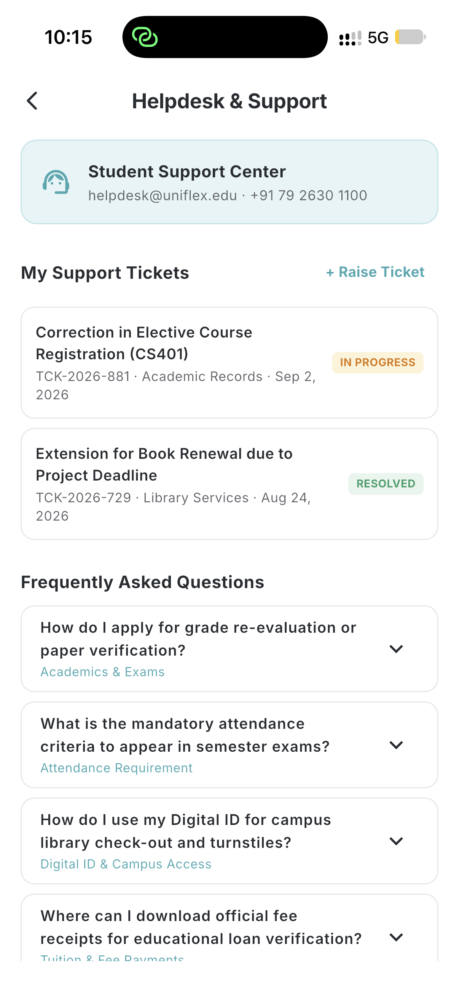 10:15
5G
Helpdesk & Support
Student Support Center
helpdesk@uniflex.edu · +91 79 2630 1100
My Support Tickets
+ Raise Ticket
Correction in Elective Course
Registration (CS401)
TCK-2026-881 · Academic Records · Sep 2,
2026
IN PROGRESS
Extension for Book Renewal due to
Project Deadline
TCK-2026-729 · Library Services · Aug 24,
2026
RESOLVED
Frequently Asked Questions
How do I apply for grade re-evaluation or
paper verification?
Academics & Exams
What is the mandatory attendance
criteria to appear in semester exams?
Attendance Requirement
How do I use my Digital ID for campus
library check-out and turnstiles?
Digital ID & Campus Access
Where can I download official fee
receipts for educational loan verification?
Tuition & Fee Payments